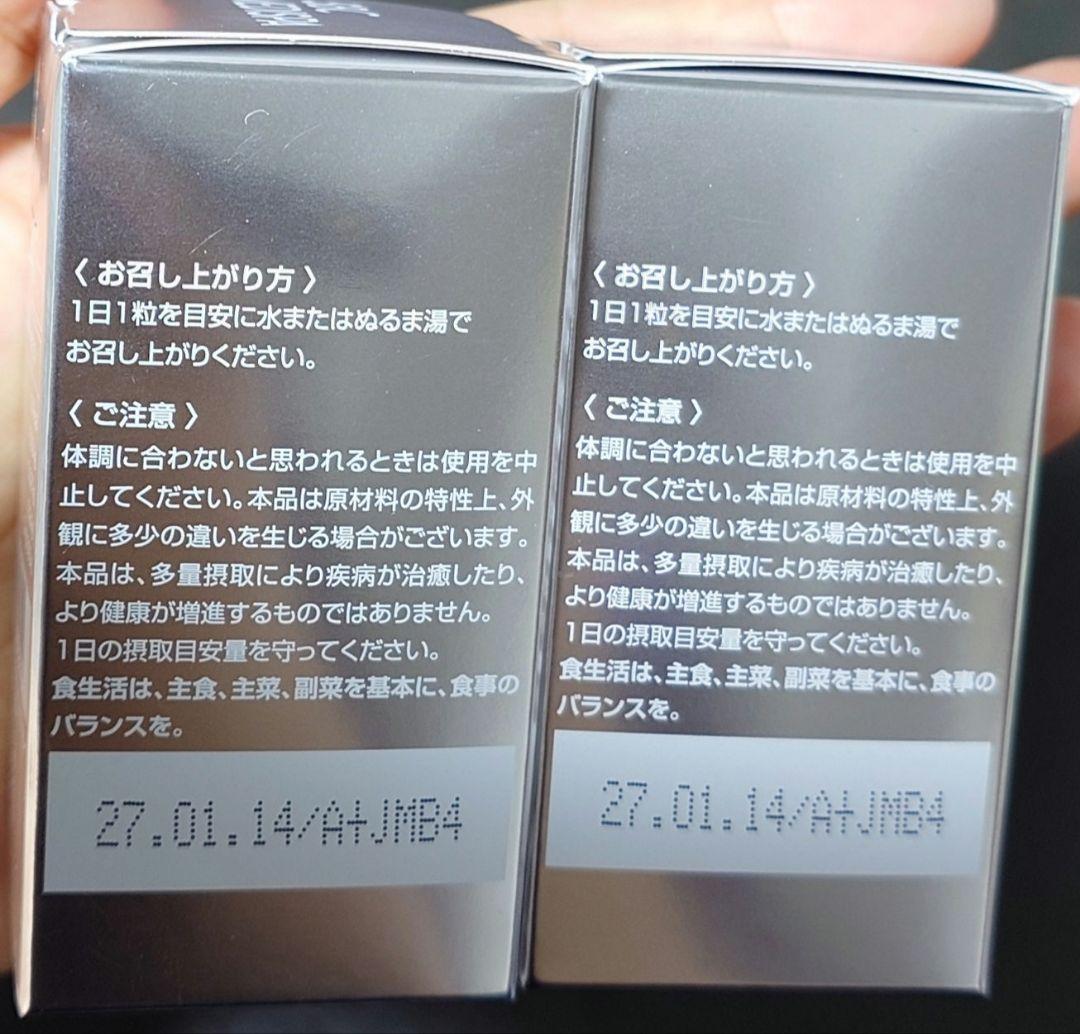 〈 お召し上がり方 〉
1日1粒を目安に水またはぬるま湯で
お召し上がりください。
〈 ご注意 〉
体調に合わないと思われるときは使用を中
止してください。本品は原材料の特性上、外
観に多少の違いを生じる場合がございます。
本品は、多量摂取により疾病が治癒したり、
より健康が増進するものではありません。
1日の摂取目安量を守ってください。
食生活は、主食、主菜、副菜を基本に、食事の
バランスを。
27.01.14/A+JMB4
〈 お召し上がり方 〉
1日1粒を目安に水またはぬるま湯で
お召し上がりください。
〈 ご注意 〉
体調に合わないと思われるときは使用を中
止してください。本品は原材料の特性上、外
観に多少の違いを生じる場合がございます。
本品は、多量摂取により疾病が治癒したり、
より健康が増進するものではありません。
1日の摂取目安量を守ってください。
食生活は、主食、主菜、副菜を基本に、食事の
バランスを。
27.01.14/A+JMB4